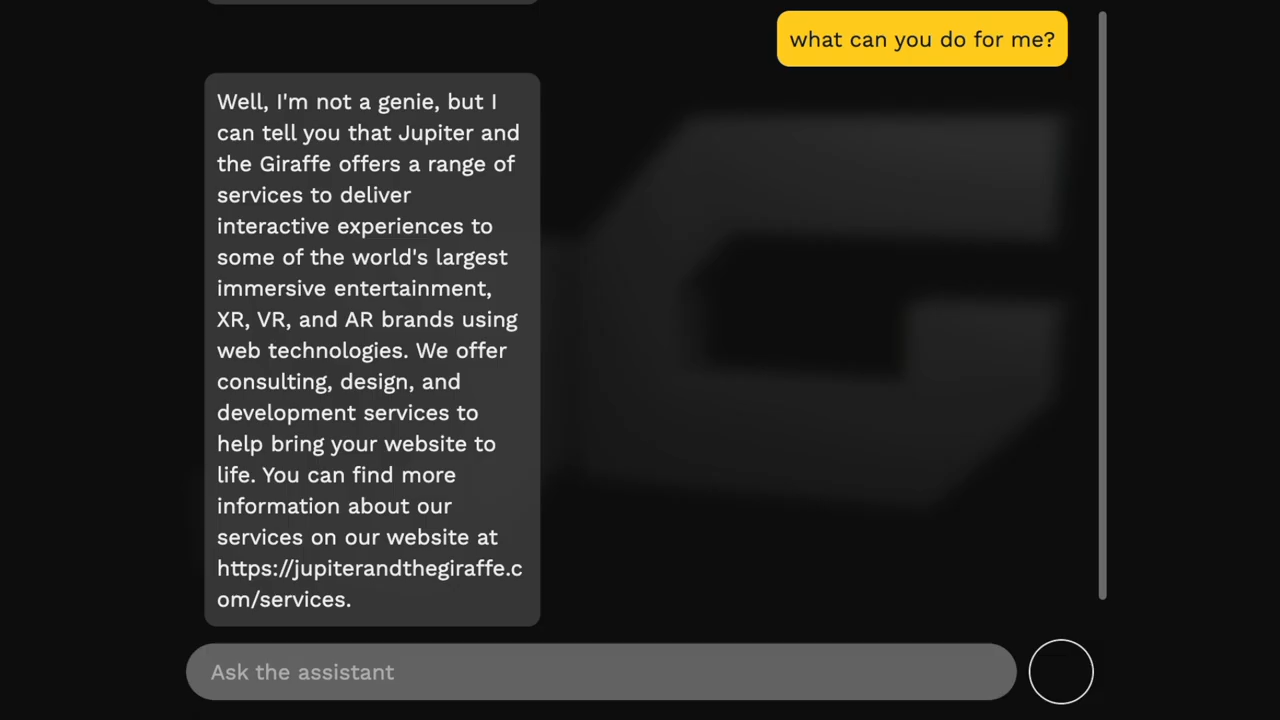 what can you do for me?
Well, I'm not a genie, but I
can tell you that Jupiter and
the Giraffe offers a range of
services to deliver
interactive experiences to
some of the world's largest
immersive entertainment,
XR, VR, and AR brands using
web technologies. We offer
consulting, design, and
development services to
help bring your website to
life. You can find more
information about our
services on our website at
https://jupiterandthegiraffe.c
om/services.
Ask the assistant